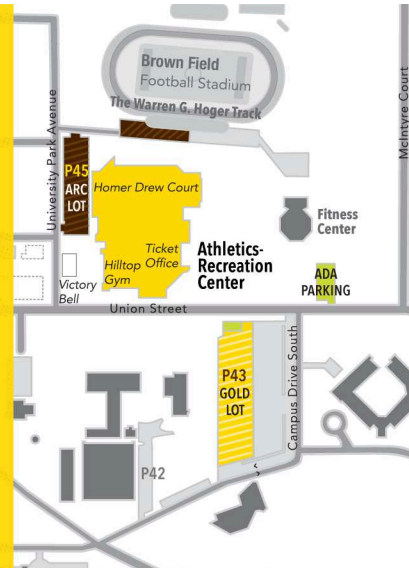 Brown Field
Football Stadium
The Warren G. Hoger Track
University Park Avenue
McIntyre Court
P45
ARC
LOT
Homer Drew Court
Fitness
Center
Ticket
Office
Hilltop
Gym
Athletics-
Recreation
Center
ADA
PARKING
Victory
Bell
Union Street
P43
GOLD
LOT
Campus Drive South
P42